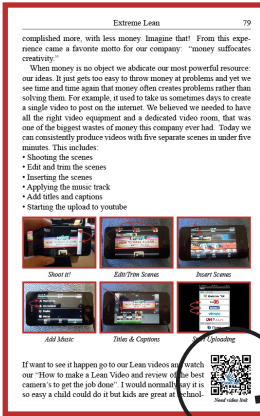 Extreme Lean 79
complished more, with less money. Imagine that! From this expe-
rience came a favorite motto for our company: "money suffocates
creativity."
When money is no object we abdicate our most powerful resource:
our ideas. It just gets too easy to throw money at problems and yet we
see time and time again that money often creates problems rather than
solving them. For example, it used to take us sometimes days to create
a single video to post on the internet. We believed we needed to have
all the right video equipment and a dedicated video room, that was
one of the biggest wastes of money this company ever had. Today we
can consistently produce videos with five separate scenes in under five
minutes. This includes:
• Shooting the scenes
• Edit and trim the scenes
• Inserting the scenes
• Applying the music track
• Add titles and captions
• Starting the upload to youtube
Shoot it! Edit/Trim Scenes Insert Scenes
Add Music Titles & Captions Start Uploading
If want to see it happen go to our Lean videos and watch
our "How to make a Lean Video and review of the best
camera's to get the job done". I would normally say it is
so easy a child could do it but kids are great at technol-
Need video link